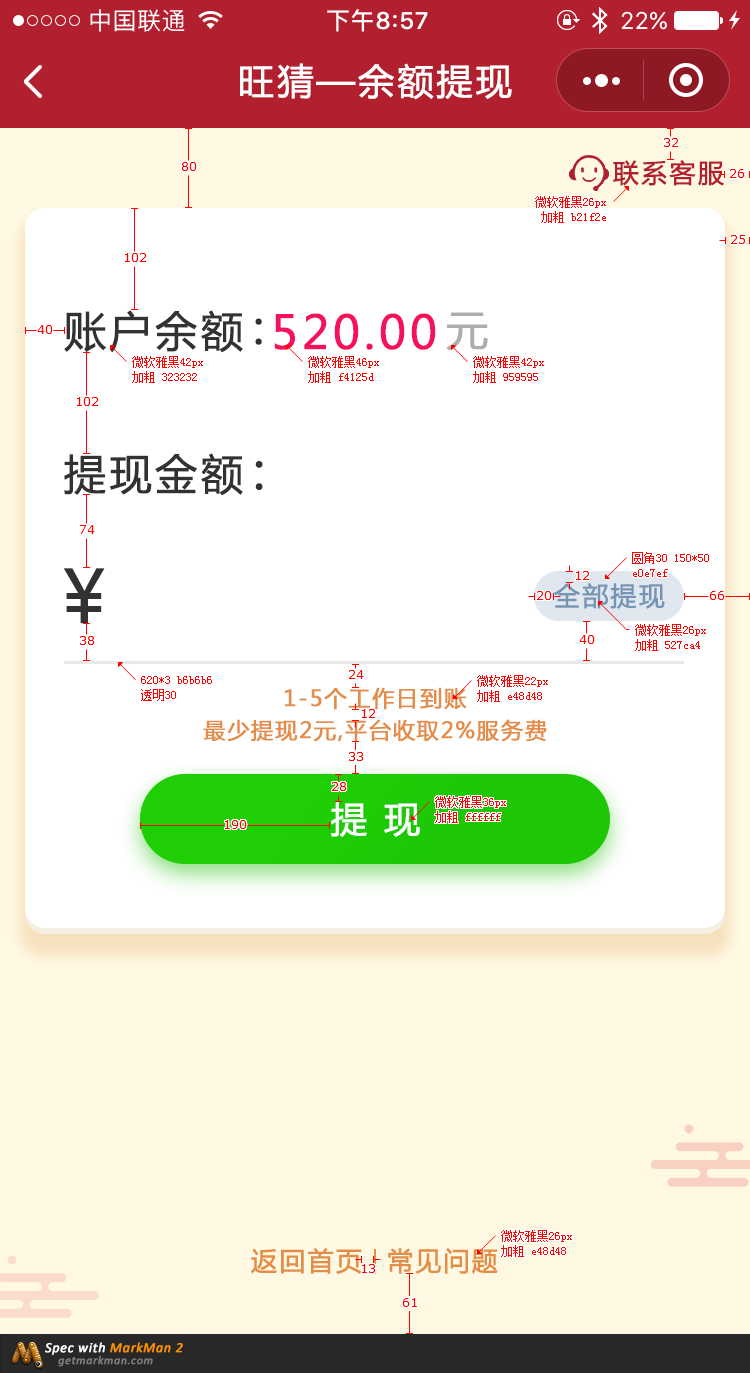 中国联通 下午8:57 22%
旺猜—余额提现
32
80
联系客服 26
微软雅黑26px
加粗 b21f2e
25
102
40 账户余额:520.00元
微软雅黑42px 微软雅黑46px 微软雅黑42px
加粗 323232 加粗 f4125d 加粗 959595
102
提现金额:
74
圆角30 150*50
e0e7ef
12
¥ 20 全部提现 66
微软雅黑26px
加粗 527ca4
38 40
620*3 b6b6b6
透明30
24
微软雅黑22px
加粗 e48d48
1-5个工作日到账
12
最少提现2元,平台收取2%服务费
33
28
微软雅黑36px
加粗 ffffff
190 提 现
微软雅黑26px
加粗 e48d48
返回首页 | 常见问题
13
61
Spec with MarkMan 2
getmarkman.com